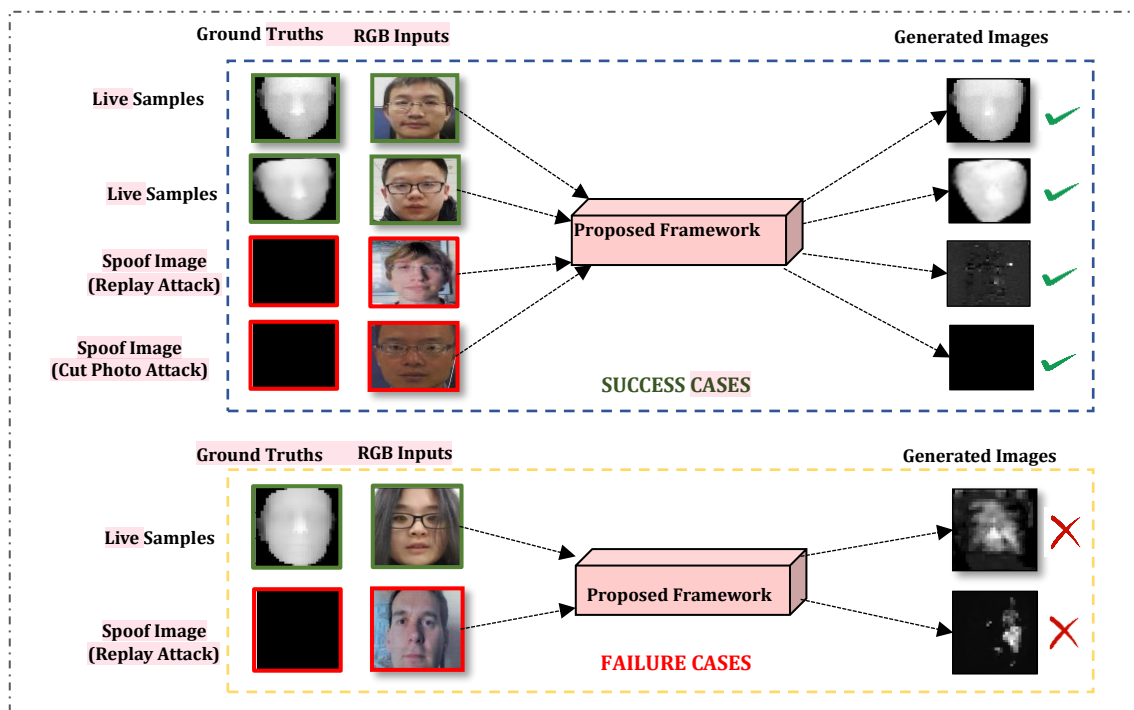 Ground Truths
RGB Inputs
Generated Images
Live Samples
Live Samples
Spoof Image
(Replay Attack)
Spoof Image
(Cut Photo Attack)
Proposed Framework
SUCCESS CASES
Ground Truths
RGB Inputs
Generated Images
Live Samples
Spoof Image
(Replay Attack)
Proposed Framework
FAILURE CASES